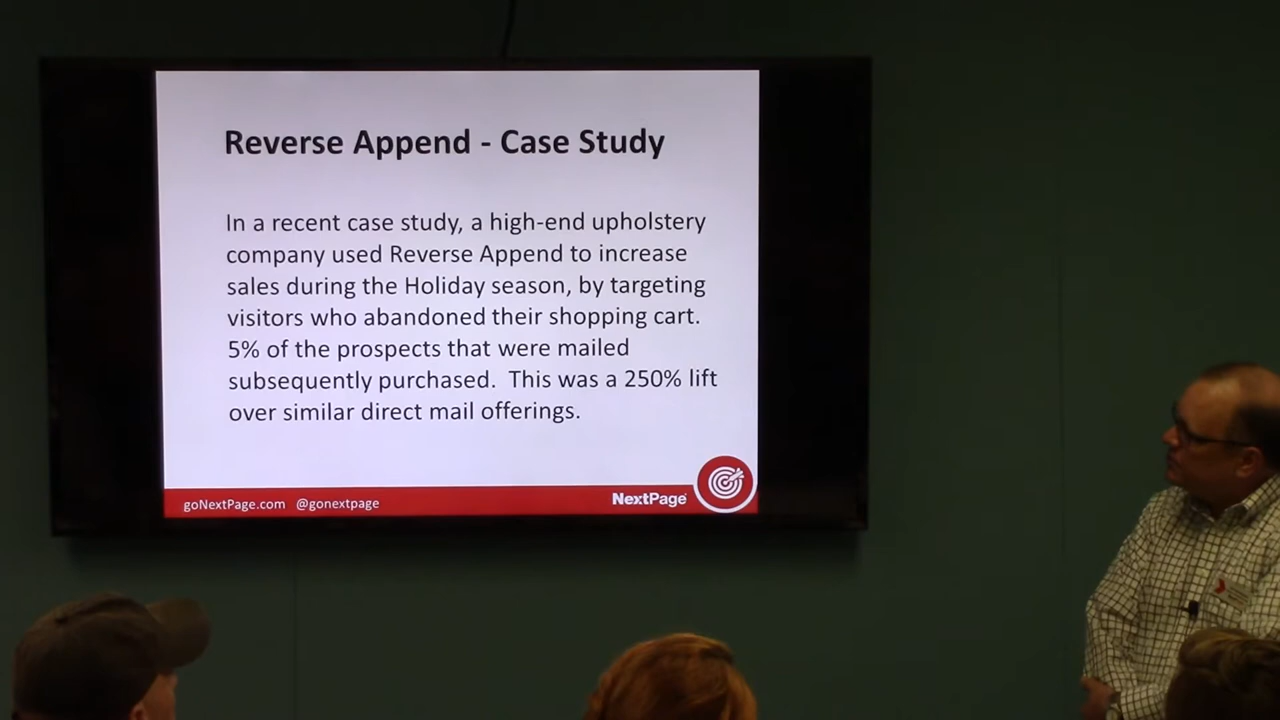 Reverse Append - Case Study
In a recent case study, a high-end upholstery
company used Reverse Append to increase
sales during the Holiday season, by targeting
visitors who abandoned their shopping cart.
5% of the prospects that were mailed
subsequently purchased.  This was a 250% lift
over similar direct mail offerings.
goNextPage.com @gonextpage
NextPage